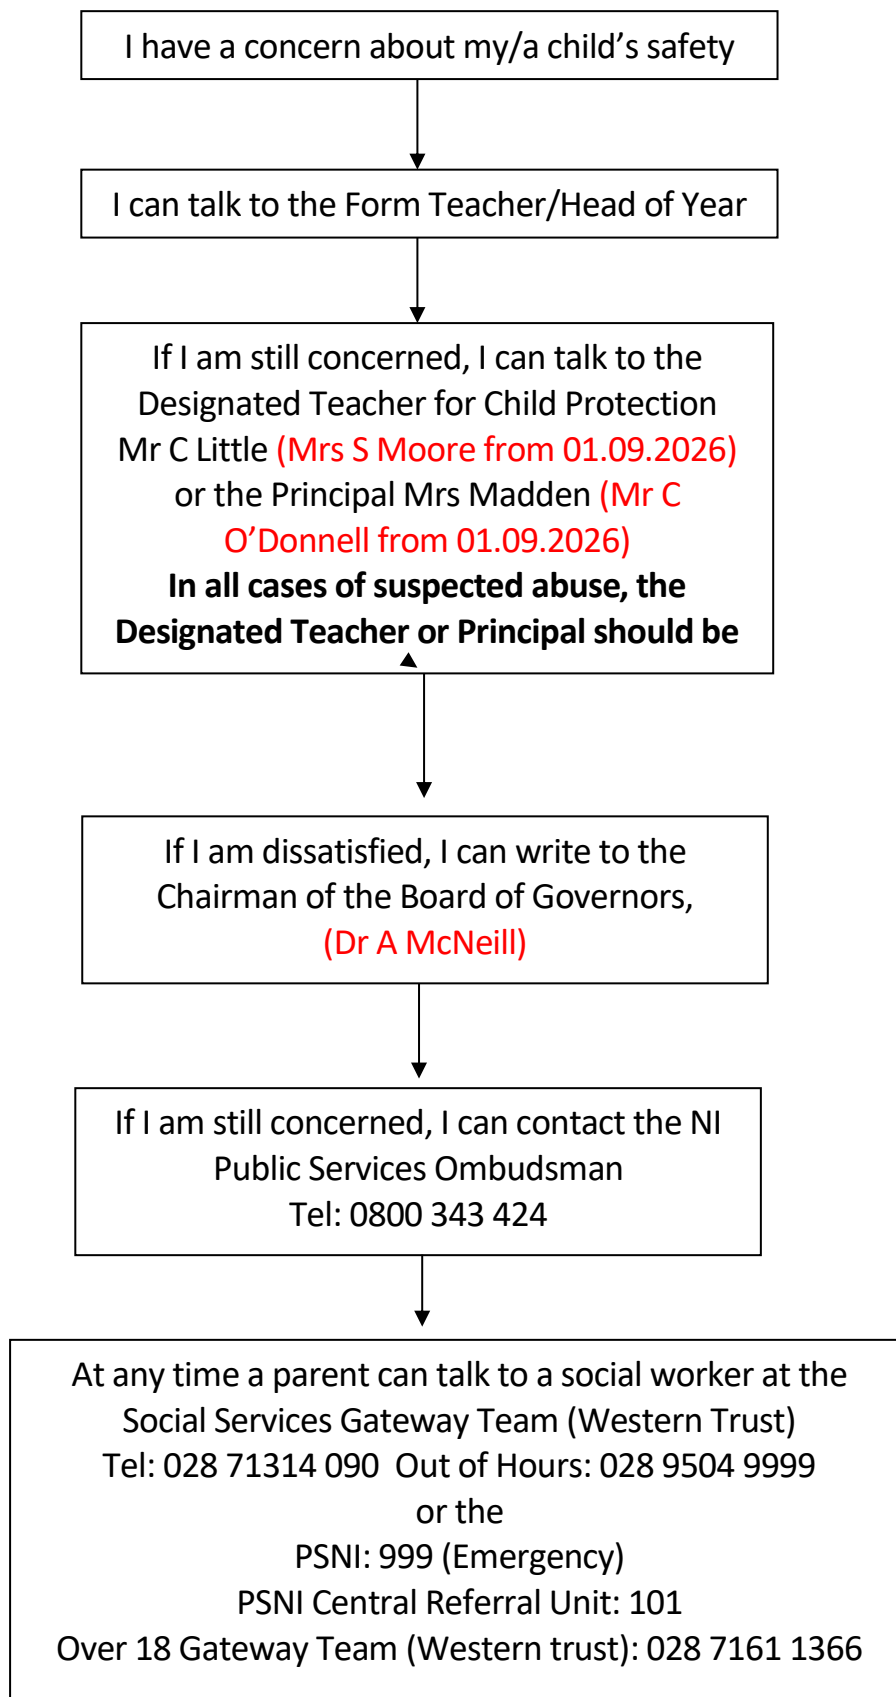 I have a concern about my/a child’s safety
I can talk to the Form Teacher/Head of Year
If I am still concerned, I can talk to the
Designated Teacher for Child Protection
Mr C Little (Mrs S Moore from 01.09.2026)
or the Principal Mrs Madden (Mr C
O’Donnell from 01.09.2026)
In all cases of suspected abuse, the
Designated Teacher or Principal should be
If I am dissatisfied, I can write to the
Chairman of the Board of Governors,
(Dr A McNeill)
If I am still concerned, I can contact the NI
Public Services Ombudsman
Tel: 0800 343 424
At any time a parent can talk to a social worker at the
Social Services Gateway Team (Western Trust)
Tel: 028 71314 090  Out of Hours: 028 9504 9999
or the
PSNI: 999 (Emergency)
PSNI Central Referral Unit: 101
Over 18 Gateway Team (Western trust): 028 7161 1366